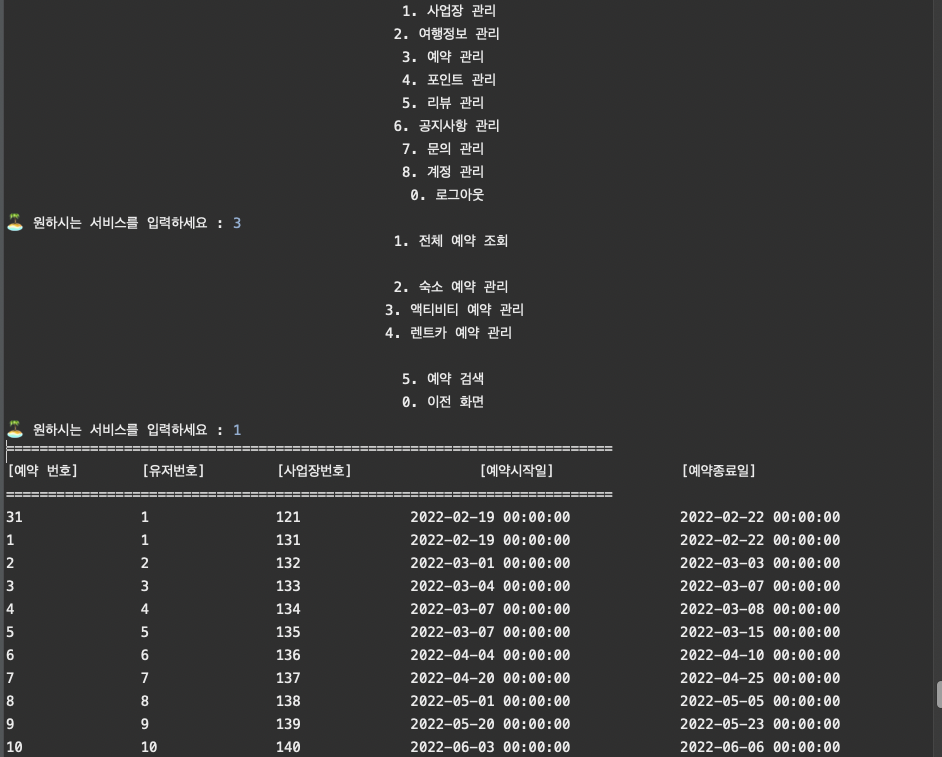 1. 사업장 관리
2. 여행정보 관리
3. 예약 관리
4. 포인트 관리
5. 리뷰 관리
6. 공지사항 관리
7. 문의 관리
8. 계정 관리
0. 로그아웃
원하시는 서비스를 입력하세요 : 3
1. 전체 예약 조회
2. 숙소 예약 관리
3. 액티비티 예약 관리
4. 렌트카 예약 관리
5. 예약 검색
0. 이전 화면
원하시는 서비스를 입력하세요 : 1
========================================================================
[예약 번호] [유저번호] [사업장번호] [예약시작일] [예약종료일]
========================================================================
31 1 121 2022-02-19 00:00:00 2022-02-22 00:00:00
1 1 131 2022-02-19 00:00:00 2022-02-22 00:00:00
2 2 132 2022-03-01 00:00:00 2022-03-03 00:00:00
3 3 133 2022-03-04 00:00:00 2022-03-07 00:00:00
4 4 134 2022-03-07 00:00:00 2022-03-08 00:00:00
5 5 135 2022-03-07 00:00:00 2022-03-15 00:00:00
6 6 136 2022-04-04 00:00:00 2022-04-10 00:00:00
7 7 137 2022-04-20 00:00:00 2022-04-25 00:00:00
8 8 138 2022-05-01 00:00:00 2022-05-05 00:00:00
9 9 139 2022-05-20 00:00:00 2022-05-23 00:00:00
10 10 140 2022-06-03 00:00:00 2022-06-06 00:00:00